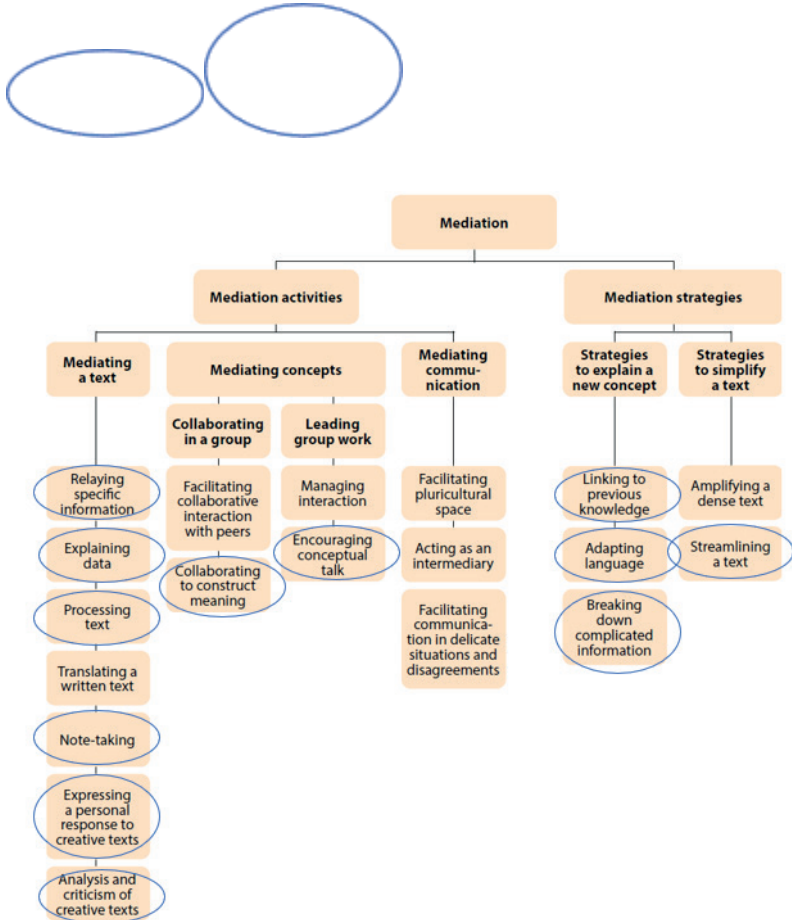 Mediation
Mediation activities
Mediation strategies
Mediating
a text
Mediating concepts
Mediating
commu-
nication
Strategies
to explain a
new concept
Strategies
to simplify
a text
Collaborating
in a group
Leading
group work
Relaying
specific
information
Explaining
data
Processing
text
Translating a
written text
Note-taking
Expressing
a personal
response to
creative texts
Analysis and
criticism of
creative texts
Facilitating
collaborative
interaction
with peers
Collaborating
to construct
meaning
Managing
interaction
Encouraging
conceptual
talk
Facilitating
pluricultural
space
Acting as an
intermediary
Facilitating
communica-
tion in delicate
situations and
disagreements
Linking to
previous
knowledge
Adapting
language
Breaking
down
complicated
information
Amplifying a
dense text
Streamlining
a text